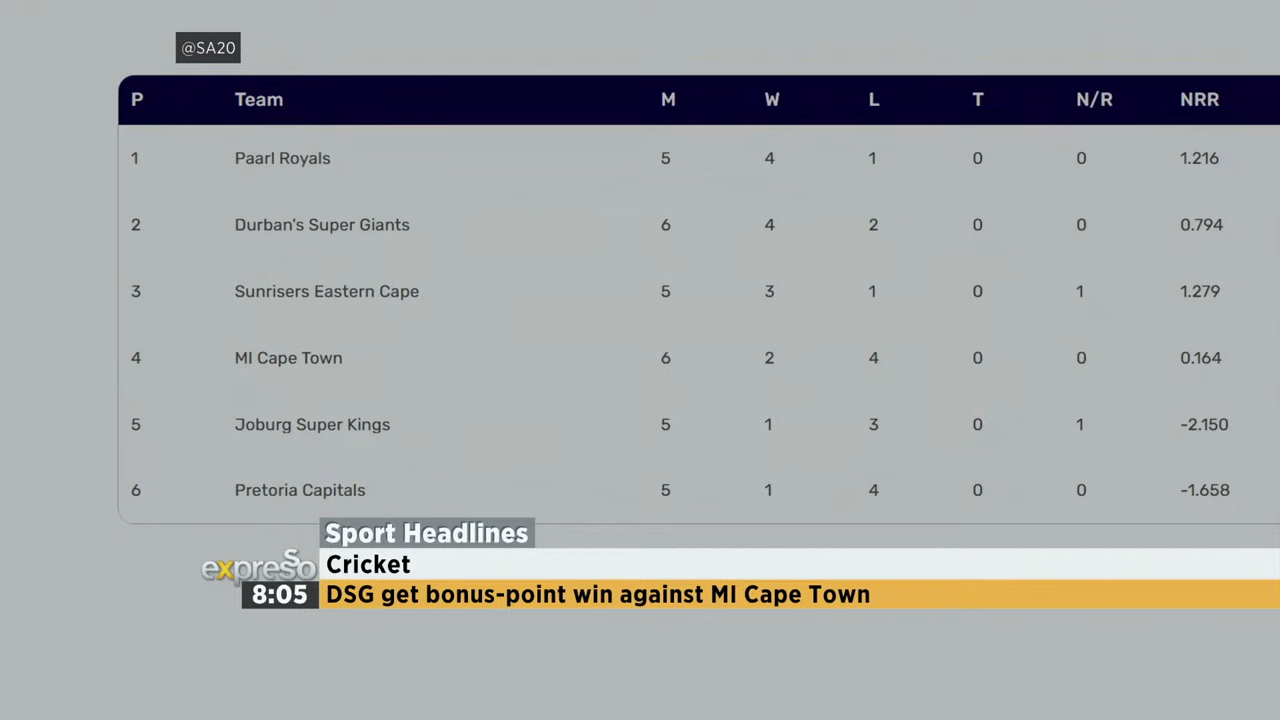 @SA20
P Team M W L T N/R NRR
1 Paarl Royals 5 4 1 0 0 1.216
2 Durban's Super Giants 6 4 2 0 0 0.794
3 Sunrisers Eastern Cape 5 3 1 0 1 1.279
4 MI Cape Town 6 2 4 0 0 0.164
5 Joburg Super Kings 5 1 3 0 1 -2.150
6 Pretoria Capitals 5 1 4 0 0 -1.658
Sport Headlines
expresso Cricket
8:05 DSG get bonus-point win against MI Cape Town